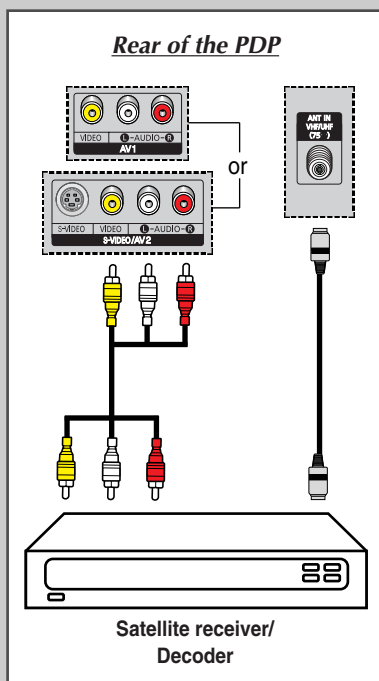 Rear of the PDP
VIDEO L-AUDIO-R
AV1
or
S-VIDEO VIDEO L-AUDIO-R
S-VIDEO/AV2
ANT IN
VHF/UHF
(75 )
Satellite receiver/
Decoder